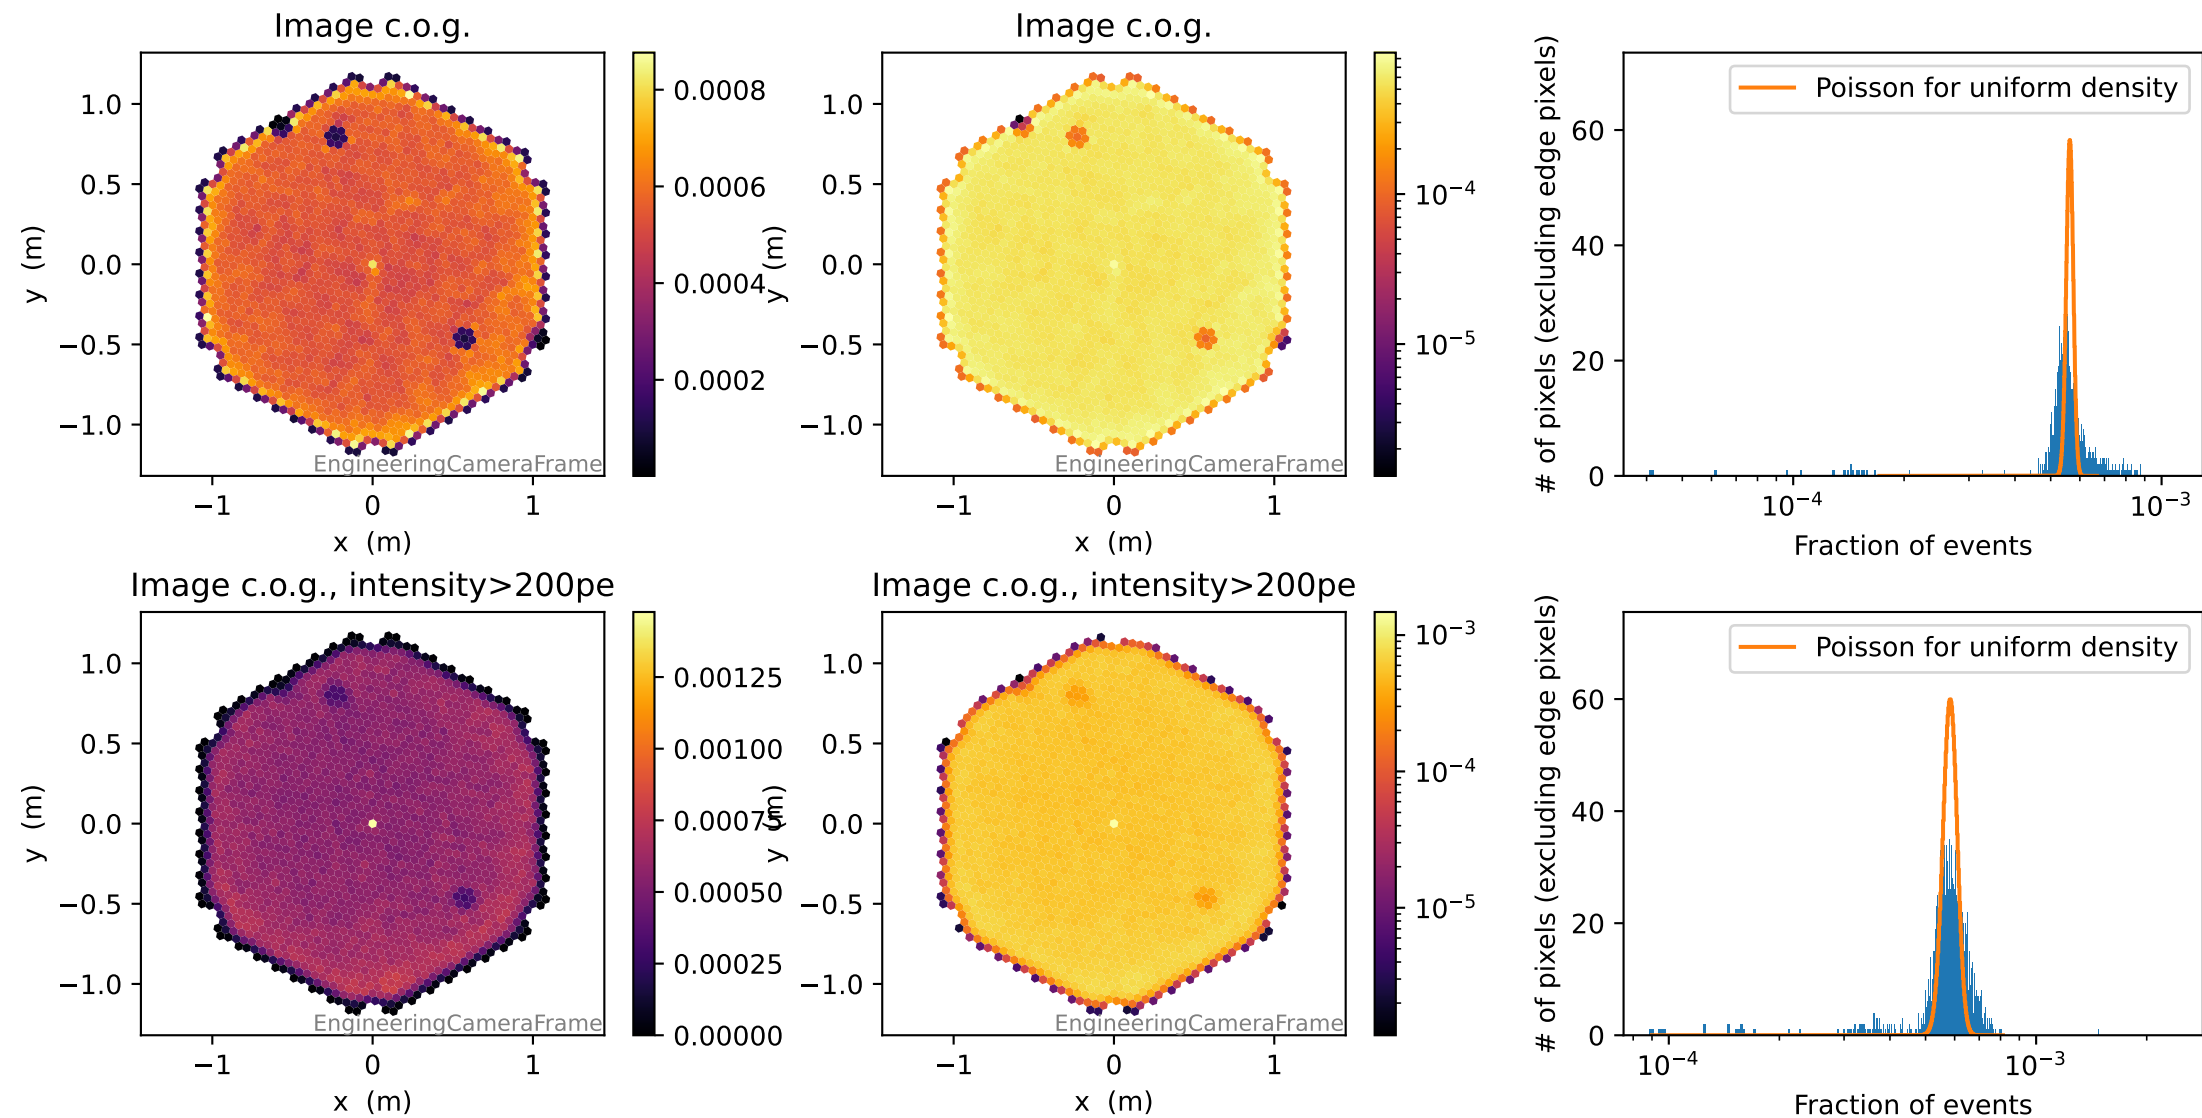 Image c.o.g.
1.0
0.5
0.0
−0.5
−1.0
y (m)
−1 0 1
x (m)
EngineeringCameraFrame
0.0008
0.0006
0.0004
0.0002
Image c.o.g.
1.0
0.5
0.0
−0.5
−1.0
y (m)
−1 0 1
x (m)
EngineeringCameraFrame
10⁻⁴
10⁻⁵
# of pixels (excluding edge pixels)
60
40
20
0
Poisson for uniform density
10⁻⁴ 10⁻³
Fraction of events
Image c.o.g., intensity>200pe
1.0
0.5
0.0
−0.5
−1.0
y (m)
−1 0 1
x (m)
EngineeringCameraFrame
0.00125
0.00100
0.00075
0.00050
0.00025
0.00000
Image c.o.g., intensity>200pe
1.0
0.5
0.0
−0.5
−1.0
y (m)
−1 0 1
x (m)
EngineeringCameraFrame
10⁻³
10⁻⁴
10⁻⁵
# of pixels (excluding edge pixels)
60
40
20
0
Poisson for uniform density
10⁻⁴ 10⁻³
Fraction of events